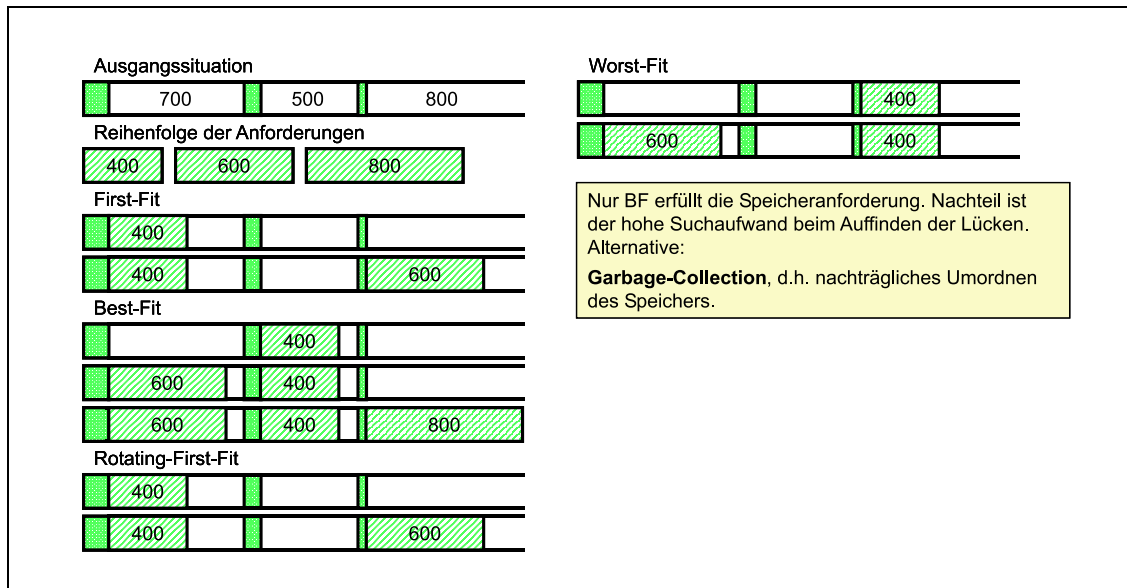 Ausgangssituation
700 500 800
Reihenfolge der Anforderungen
400 600 800
First-Fit
400
400 600
Best-Fit
400
600 400
600 400 800
Rotating-First-Fit
400
400 600
Worst-Fit
400
600 400
Nur BF erfüllt die Speicheranforderung. Nachteil ist
der hohe Suchaufwand beim Auffinden der Lücken.
Alternative:
Garbage-Collection, d.h. nachträgliches Umordnen
des Speichers.